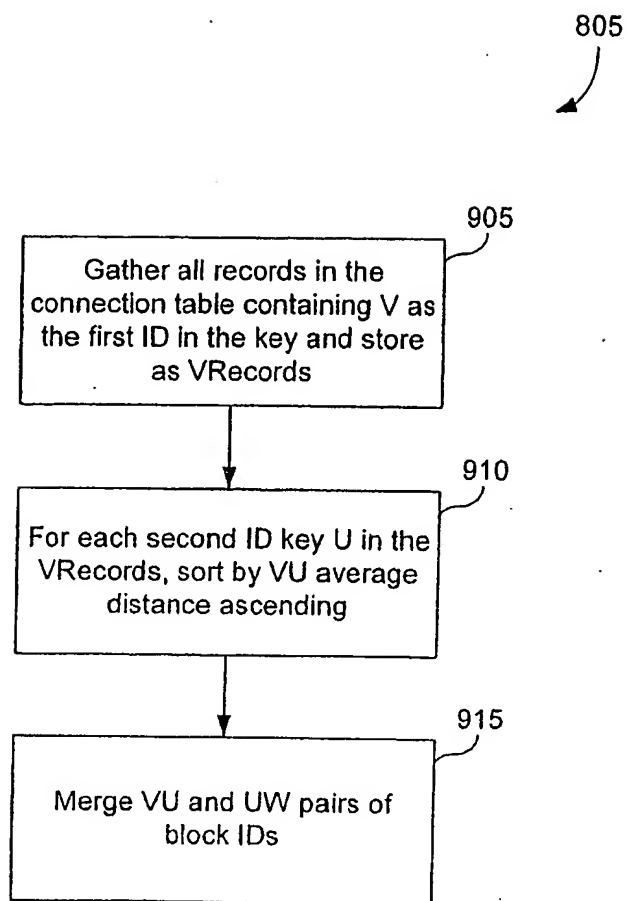 805
905
Gather all records in the
connection table containing V as
the first ID in the key and store
as VRecords
910
For each second ID key U in the
VRecords, sort by VU average
distance ascending
915
Merge VU and UW pairs of
block IDs